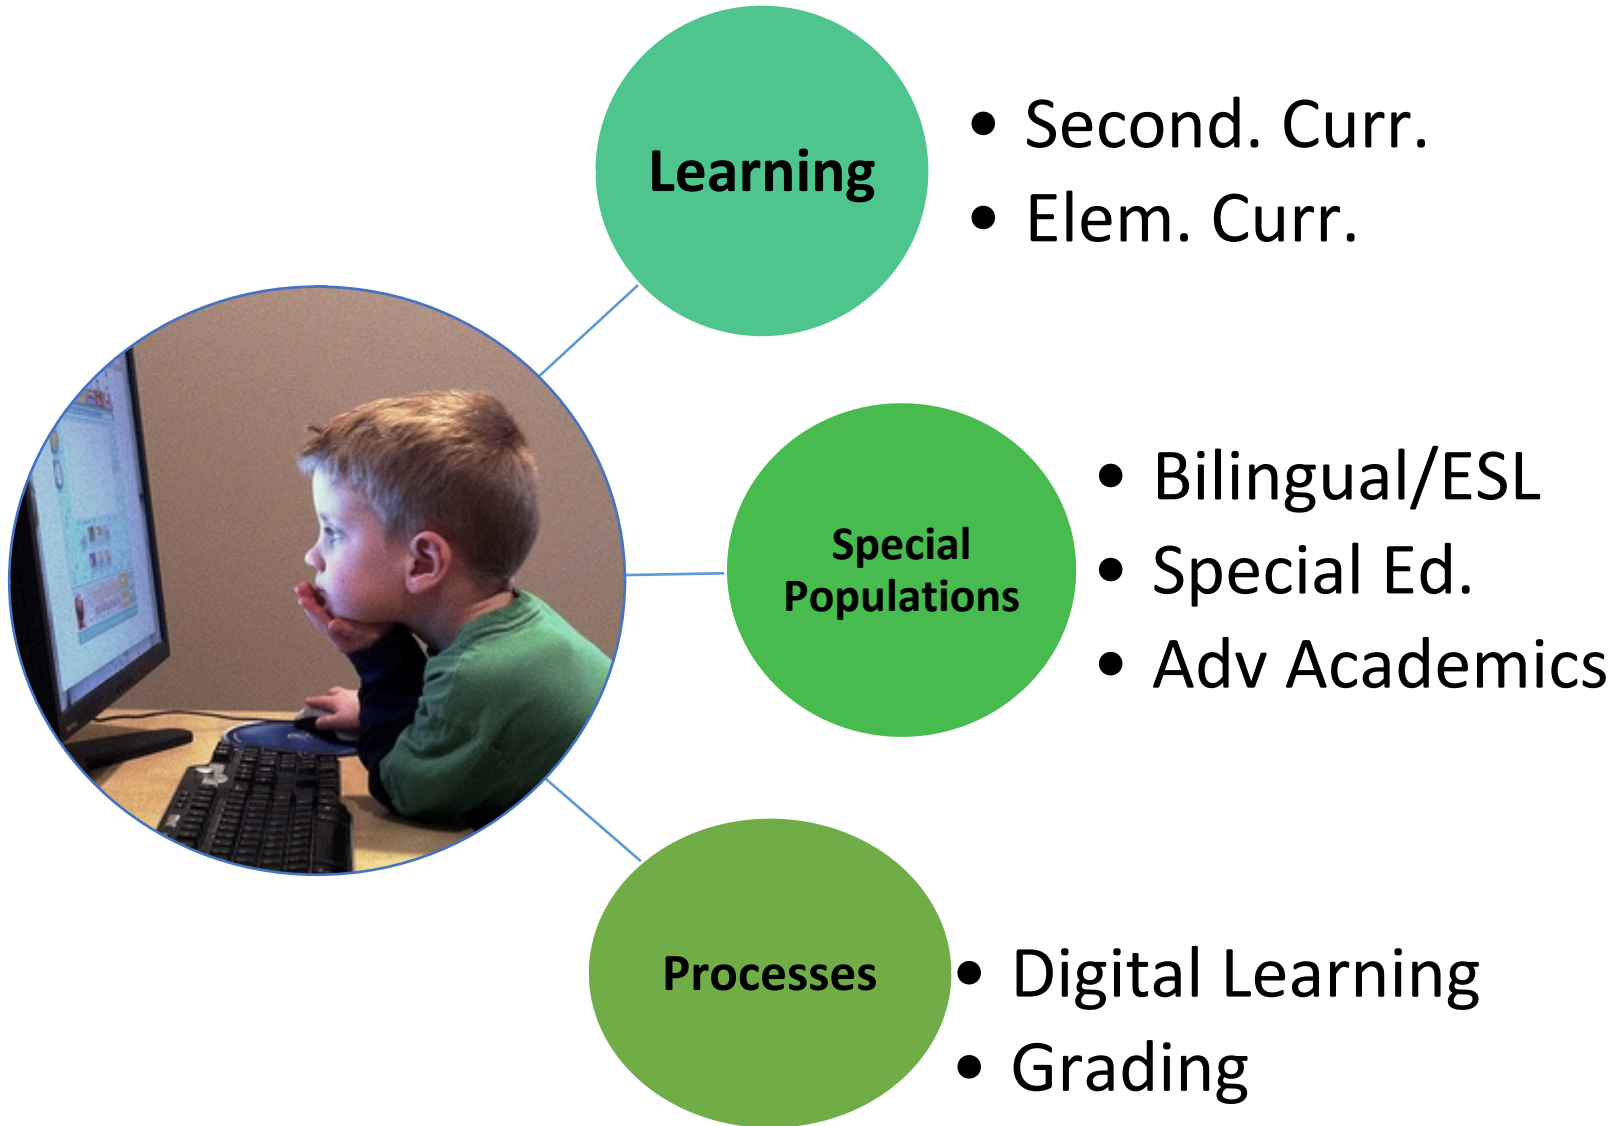 Learning
• Second. Curr.
• Elem. Curr.
Special
Populations
• Bilingual/ESL
• Special Ed.
• Adv Academics
Processes
• Digital Learning
• Grading